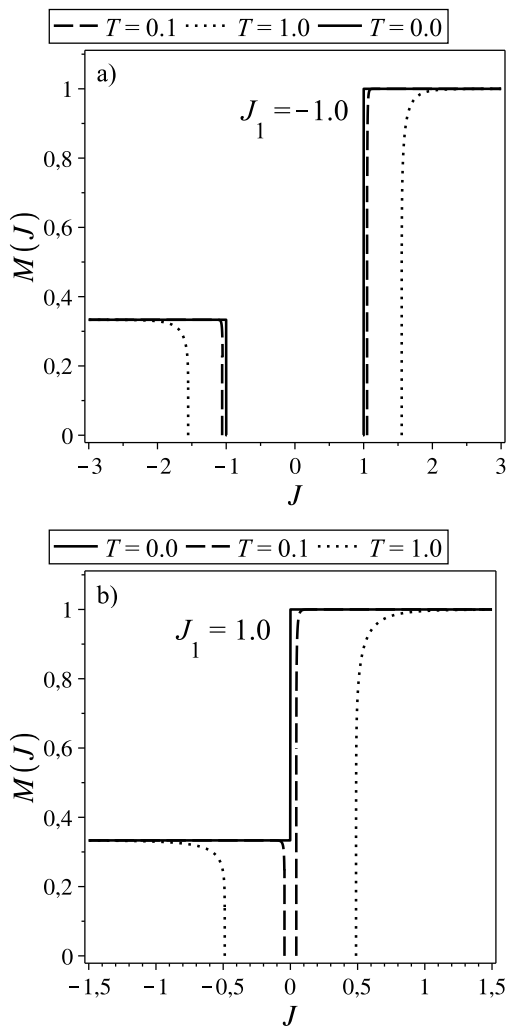 T = 0.1 T = 1.0 T = 0.0
a)
J₁ = −1.0
1
0,8
0,6
0,4
0,2
0
M(J)
−3 −2 −1 0 1 2 3
J
T = 0.0 T = 0.1 T = 1.0
b)
J₁ = 1.0
1
0,8
0,6
0,4
0,2
0
M(J)
−1,5 −1 −0,5 0 0,5 1 1,5
J